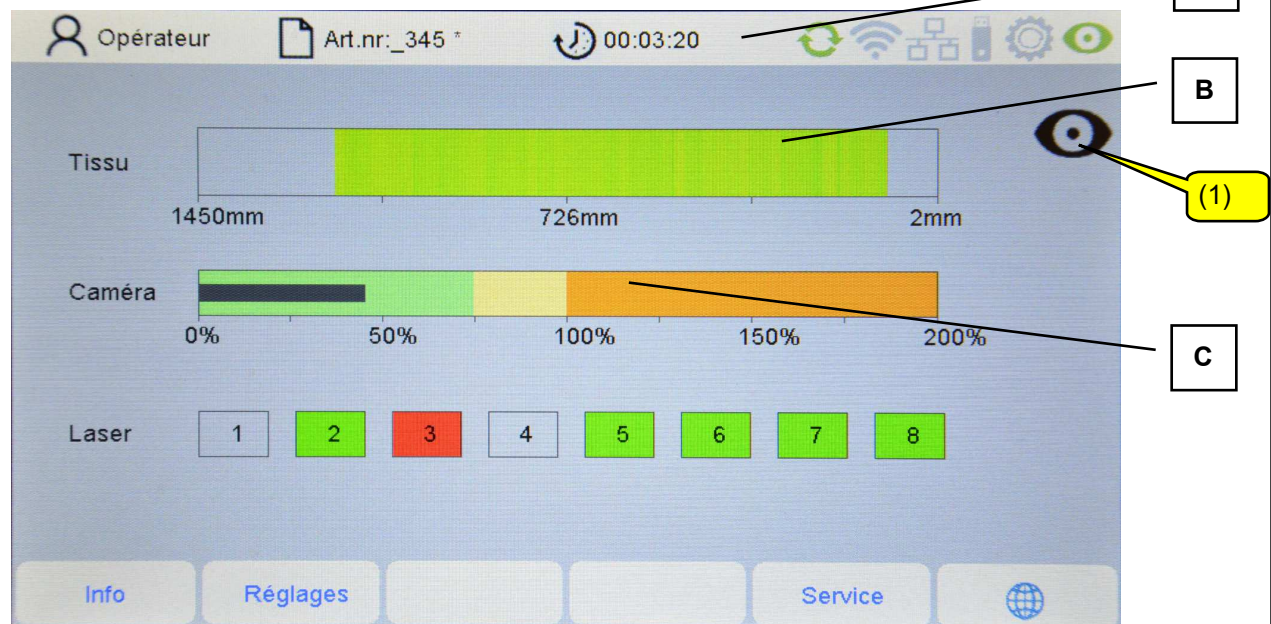 Opérateur Art.nr:_345 * 00:03:20
B
Tissu
(1)
1450mm 726mm 2mm
Caméra
0% 50% 100% 150% 200%
C
Laser 1 2 3 4 5 6 7 8
Info Réglages Service